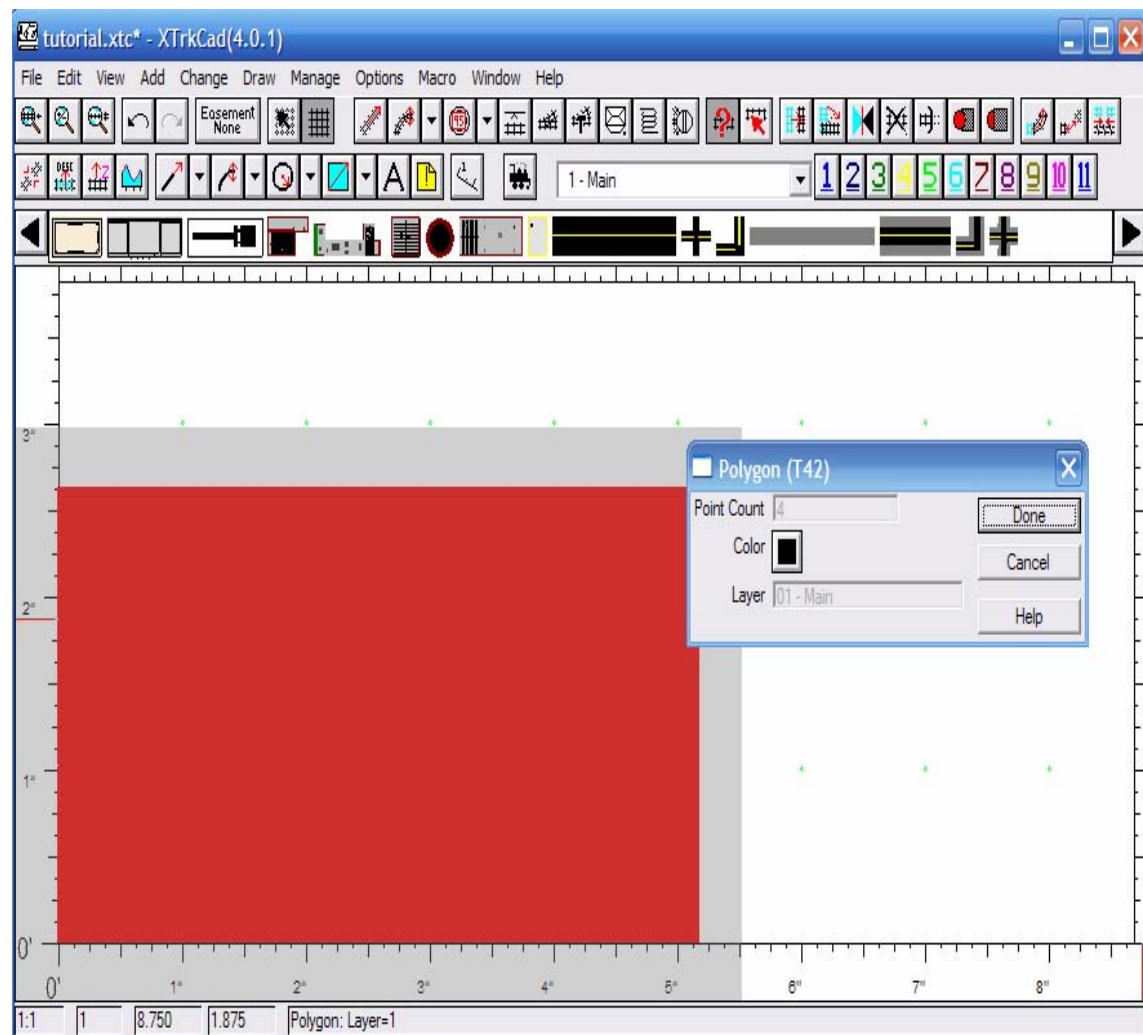 tutorial.xtc* - XTrkCad(4.0.1)
File Edit View Add Change Draw Manage Options Macro Window Help
Easement
None
DESC
1 - Main
1 2 3 4 5 6 7 8 9 10 11
3"
Polygon (T42)
Point Count 4
Done
Color
Cancel
2"
Layer 01 - Main
Help
1"
0'
0' 1" 2" 3" 4" 5" 6" 7" 8"
1:1 1 8.750 1.875 Polygon: Layer=1